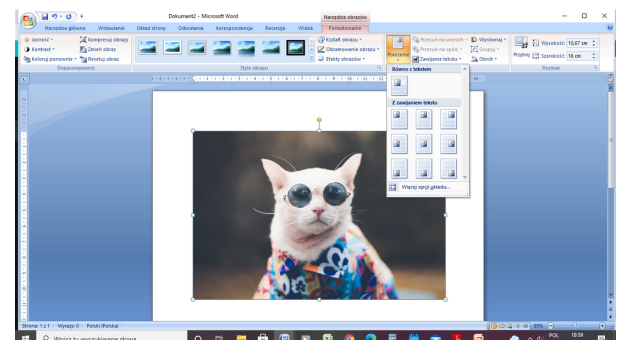 Dokument2 - Microsoft Word
Narzędzia obrazów
Narzędzia główne Wstawianie Układ strony Odwołania Korespondencja Recenzja Widok Formatowanie
Jasność
Kontrast
Koloruj ponownie
Kompresuj obrazy
Zmień obraz
Resetuj obraz
Dopasowywanie
Style obrazu
Kształt obrazu
Obramowanie obrazu
Efekty obrazów
Położenie
Przesuń na wierzch
Przesuń na spód
Zawijanie tekstu
Wyrównaj
Grupuj
Obrót
Przytnij
Wysokość: 10,67 cm
Szerokość: 16 cm
Rozmiar
Równo z tekstem
Z zawijaniem tekstu
Więcej opcji układu...
Strona: 1 z 1 Wyrazy: 0 Polski (Polska)
95%
Wpisz tu wyszukiwane słowa
POL 18:59